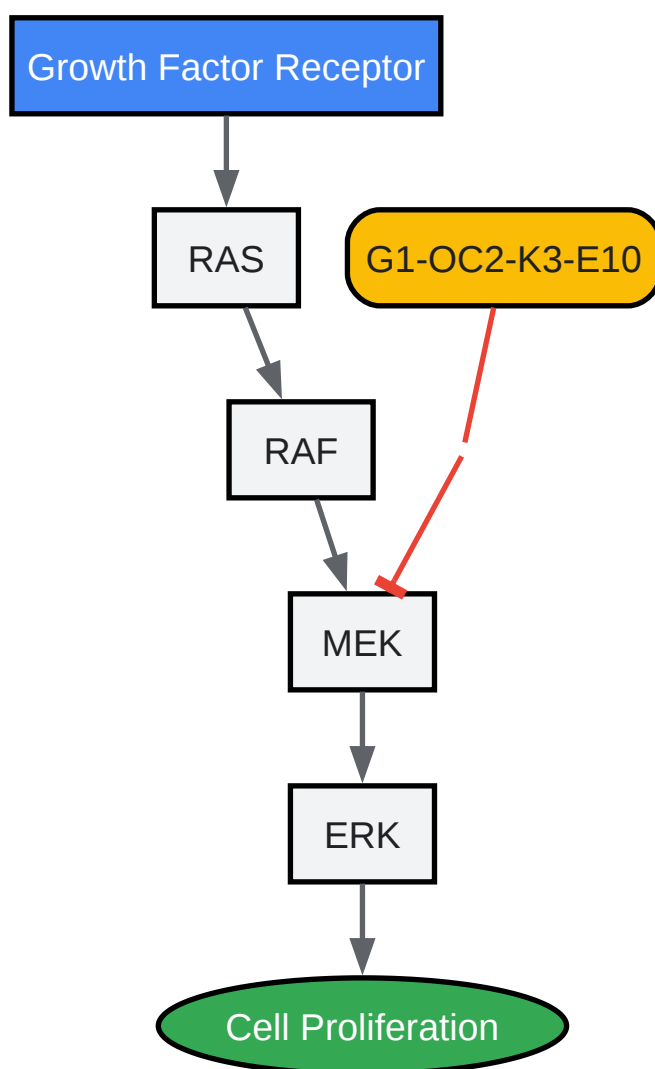 Growth Factor Receptor
RAS
G1-OC2-K3-E10
RAF
MEK
ERK
Cell Proliferation